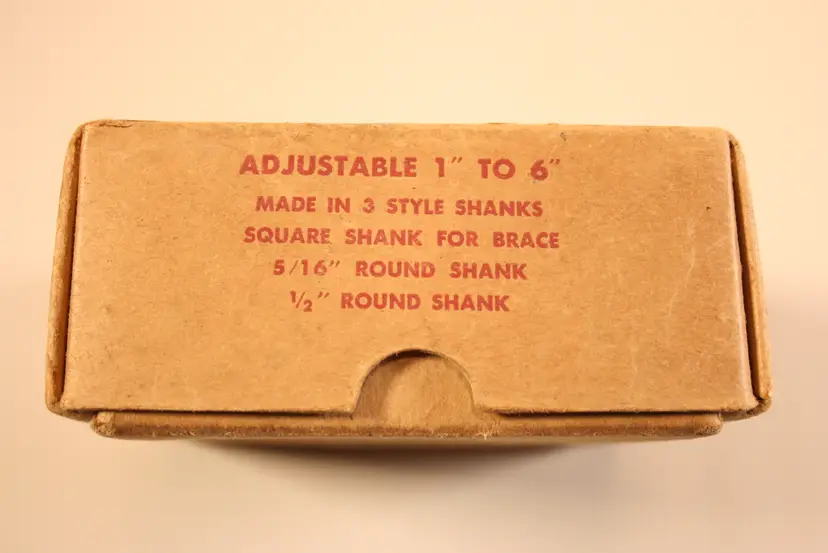 ADJUSTABLE 1" TO 6"
MADE IN 3 STYLE SHANKS
SQUARE SHANK FOR BRACE
5/16" ROUND SHANK
1/2" ROUND SHANK